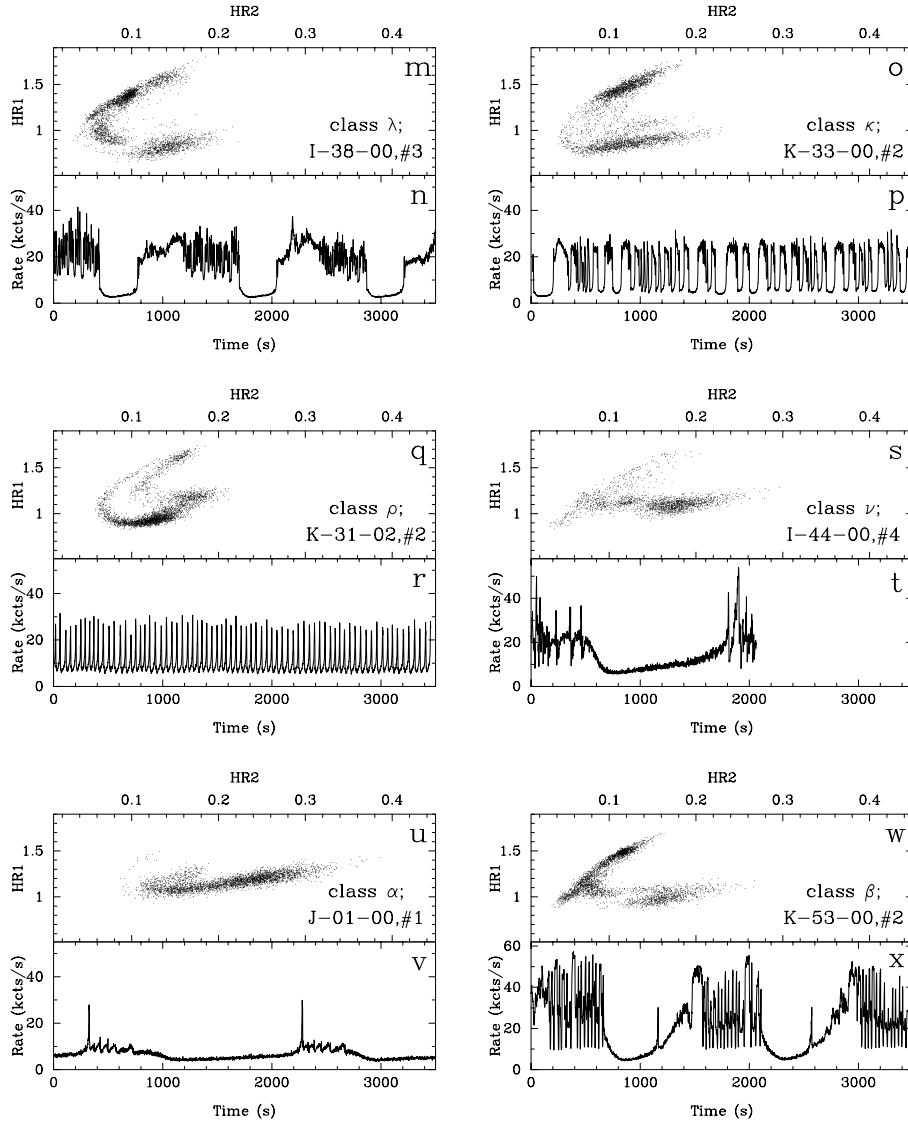 HR2 HR2
0.1 0.2 0.3 0.4 0.1 0.2 0.3 0.4
m o
1.5 1.5
HR1 HR1
1 1
class λ; class κ;
I−38−00,#3 K−33−00,#2
n p
Rate (kcts/s) Rate (kcts/s)
40 40
20 20
0 0
0 1000 2000 3000 0 1000 2000 3000
Time (s) Time (s)
HR2 HR2
0.1 0.2 0.3 0.4 0.1 0.2 0.3 0.4
q s
1.5 1.5
HR1 HR1
1 1
class ρ; class ν;
K−31−02,#2 I−44−00,#4
r t
Rate (kcts/s) Rate (kcts/s)
40 40
20 20
0 0
0 1000 2000 3000 0 1000 2000 3000
Time (s) Time (s)
HR2 HR2
0.1 0.2 0.3 0.4 0.1 0.2 0.3 0.4
u w
1.5 1.5
HR1 HR1
1 1
class α; class β;
J−01−00,#1 K−53−00,#2
v x
Rate (kcts/s) Rate (kcts/s)
60
40 40
20 20
0 0
0 1000 2000 3000 0 1000 2000 3000
Time (s) Time (s)